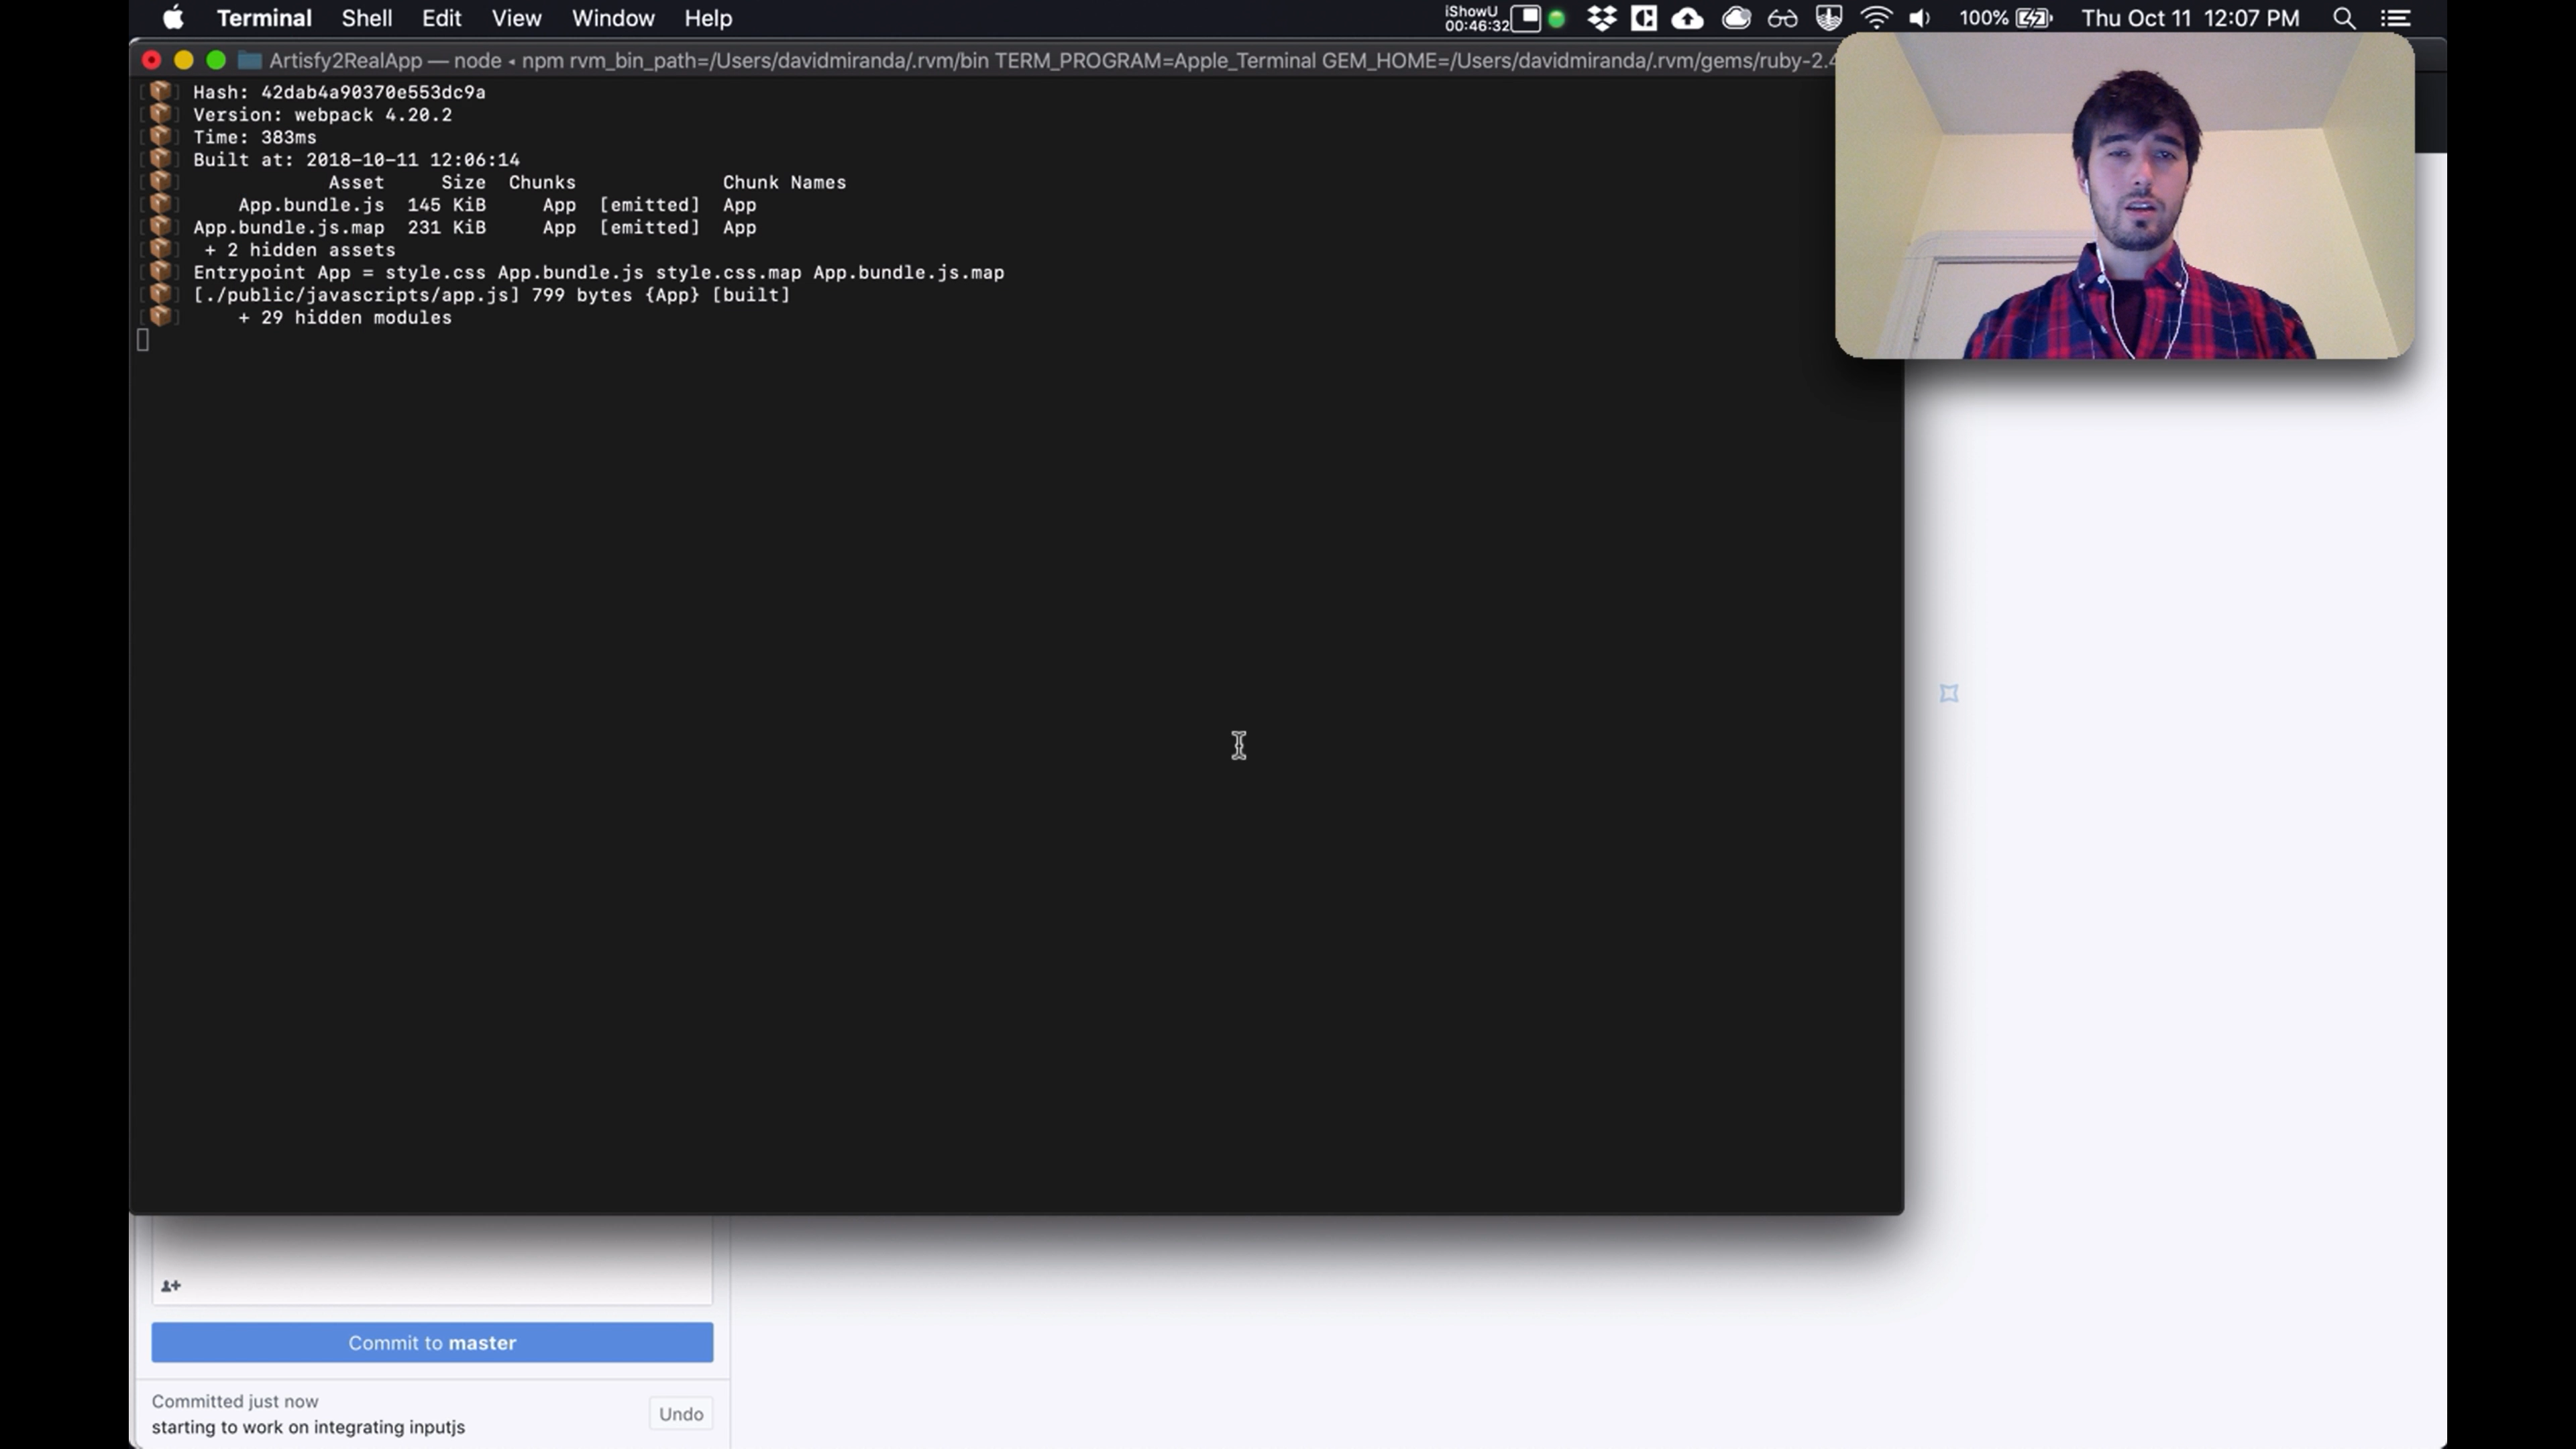 Terminal Shell Edit View Window Help
iShowU
00:46:32
100% Thu Oct 11 12:07 PM
Artisfy2RealApp — node ◂ npm rvm_bin_path=/Users/davidmiranda/.rvm/bin TERM_PROGRAM=Apple_Terminal GEM_HOME=/Users/davidmiranda/.rvm/gems/ruby-2.4
[📦] Hash: 42dab4a90370e553dc9a
[📦] Version: webpack 4.20.2
[📦] Time: 383ms
[📦] Built at: 2018-10-11 12:06:14
[📦] Asset Size Chunks Chunk Names
[📦] App.bundle.js 145 KiB App [emitted] App
[📦] App.bundle.js.map 231 KiB App [emitted] App
[📦] + 2 hidden assets
[📦] Entrypoint App = style.css App.bundle.js style.css.map App.bundle.js.map
[📦] [./public/javascripts/app.js] 799 bytes {App} [built]
[📦] + 29 hidden modules
Commit to master
Committed just now
starting to work on integrating inputjs
Undo